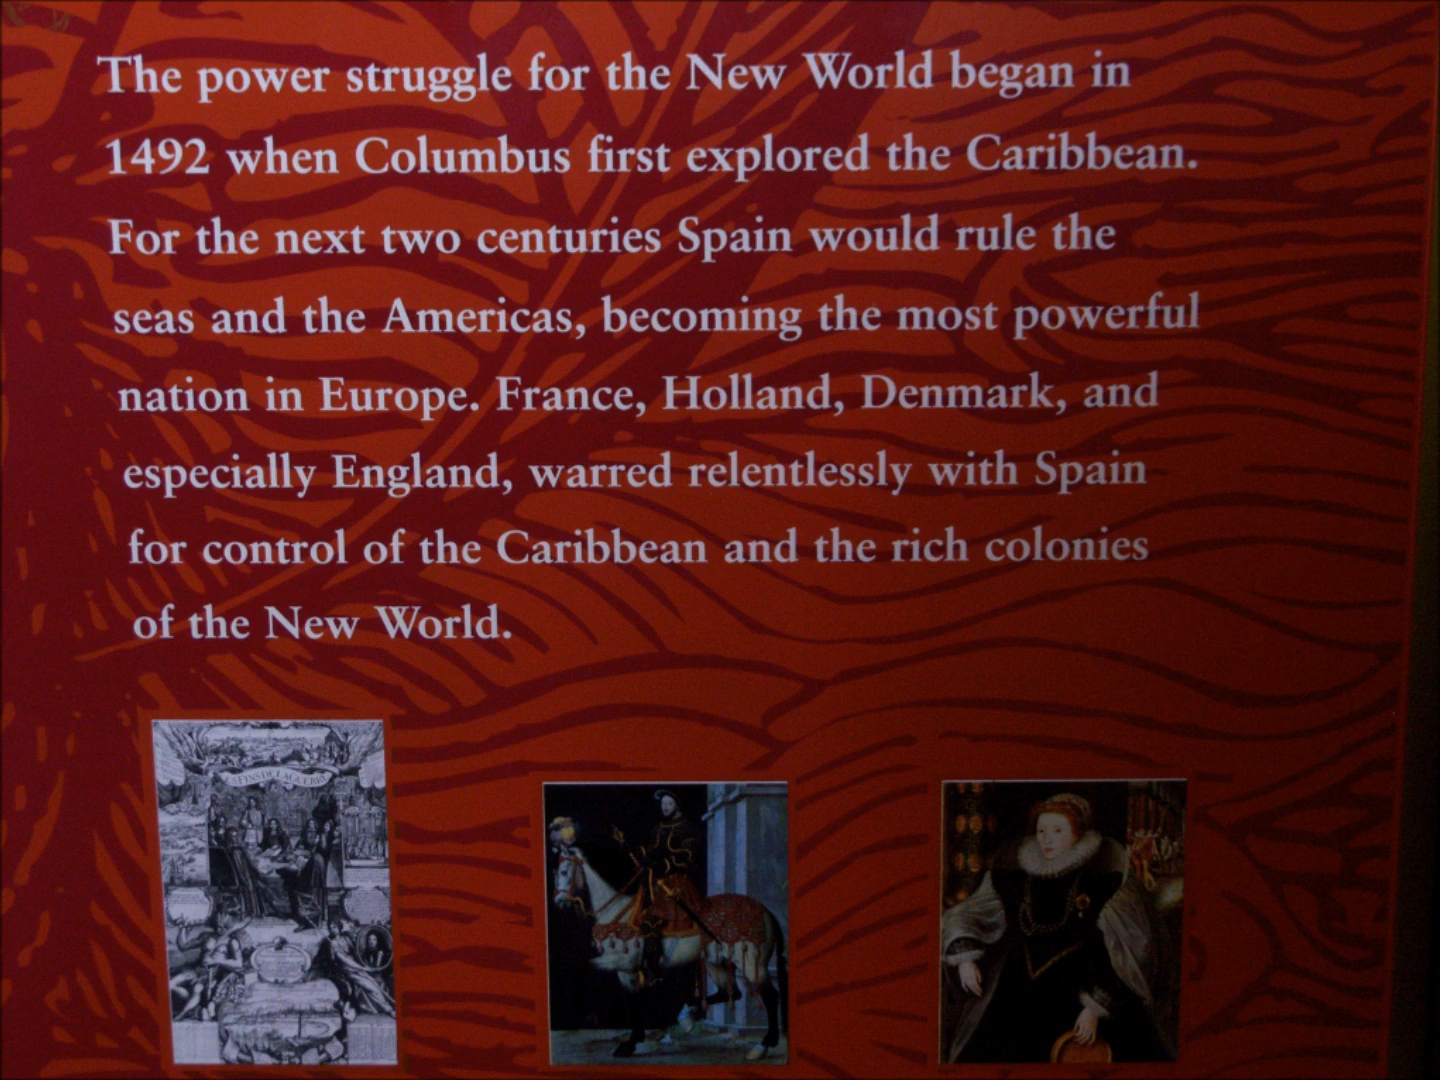 The power struggle for the New World began in
1492 when Columbus first explored the Caribbean.
For the next two centuries Spain would rule the
seas and the Americas, becoming the most powerful
nation in Europe. France, Holland, Denmark, and
especially England, warred relentlessly with Spain
for control of the Caribbean and the rich colonies
of the New World.